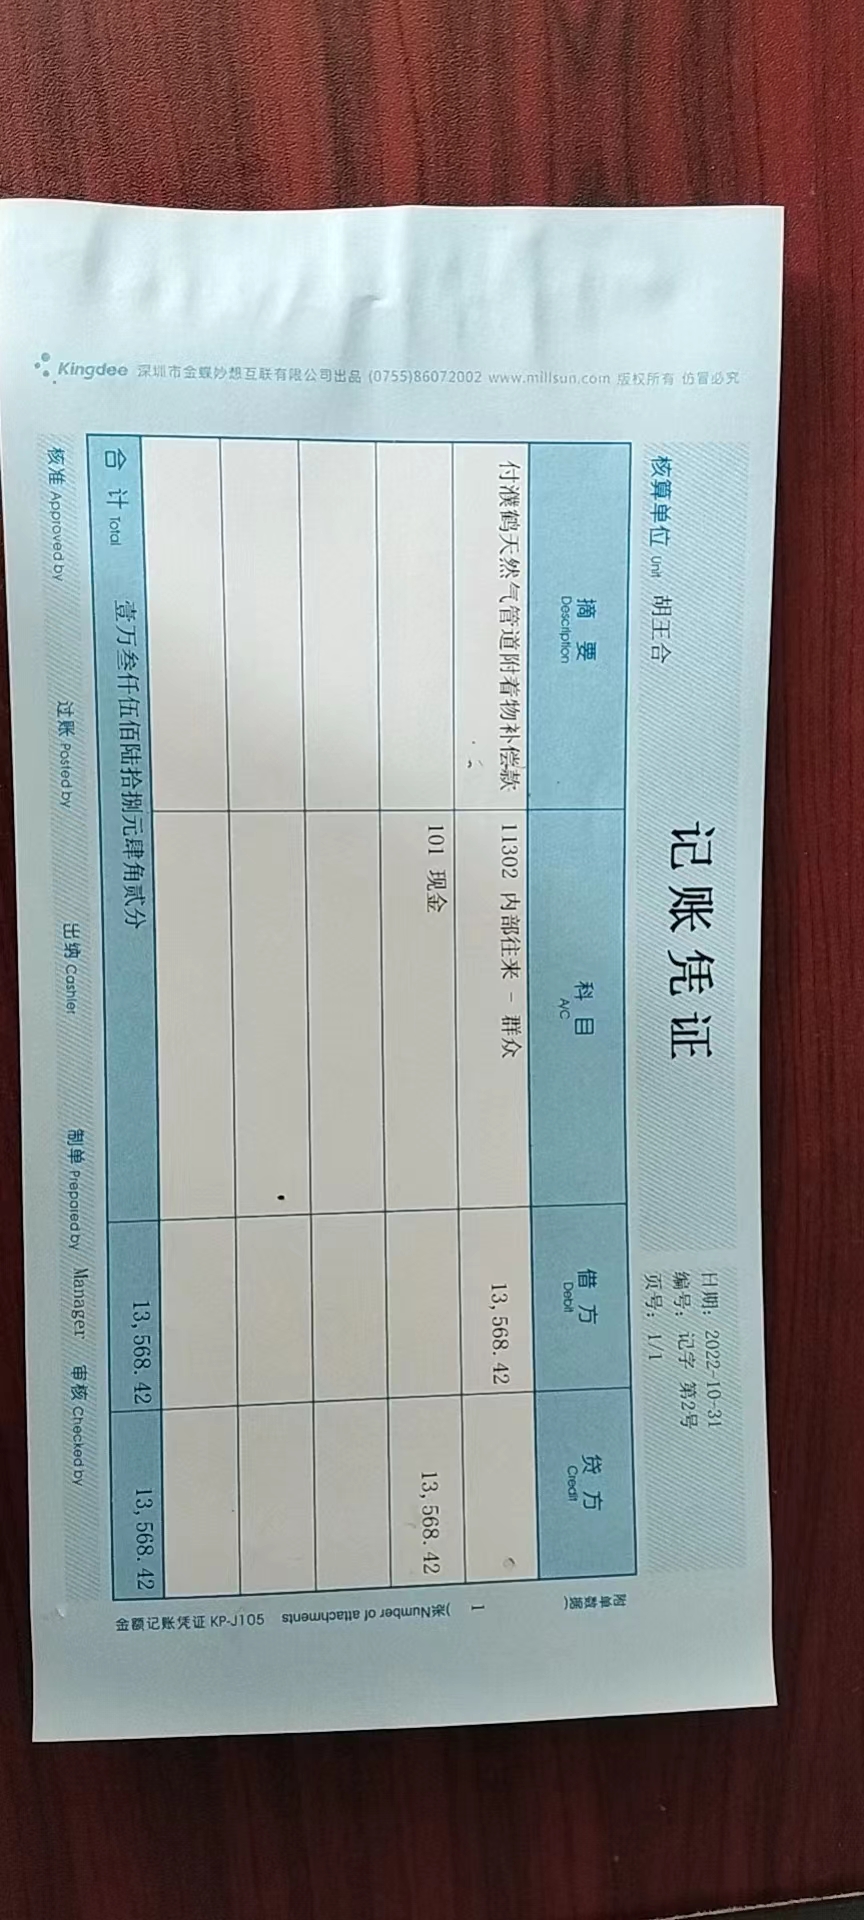 记账凭证
日期： 2022-10-31
编号： 记字 第2号
页号： 1/1
核算单位 Unit 胡王合
摘要 Description 科目 A/C 借方 Debit 贷方 Credit
付濮鹤天然气管道附着物补偿款 11302 内部往来 - 群众 13,568.42
101 现金 13,568.42
合计 Total 壹万叁仟伍佰陆拾捌元肆角贰分 13,568.42 13,568.42
核准 Approved by 过账 Posted by 出纳 Cashier 制单 Prepared by Manager 审核 Checked by
附单数据( 1 )张 Number of attachments
金额记账凭证 KP-J105
Kingdee 深圳市金蝶妙想互联有限公司出品 (0755)86072002 www.millsun.com 版权所有 仿冒必究